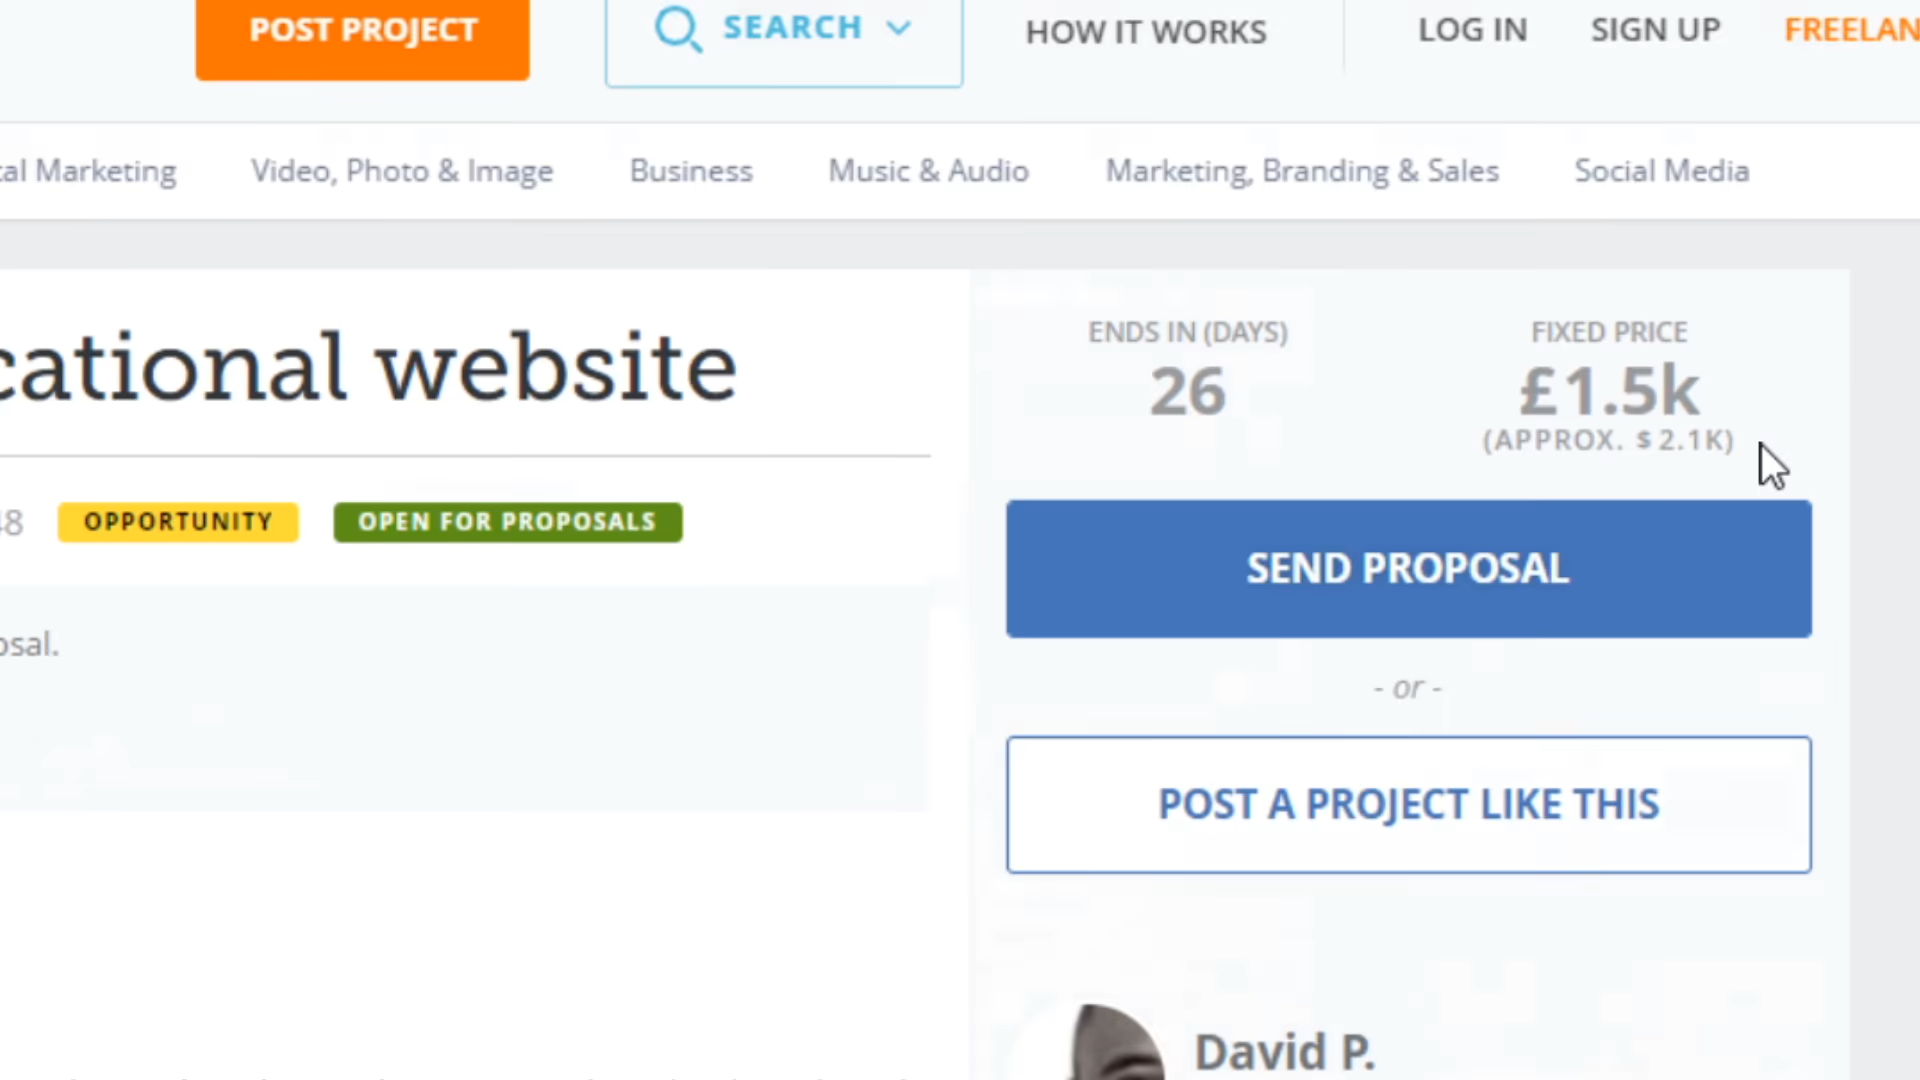 POST PROJECT
SEARCH
HOW IT WORKS
LOG IN
SIGN UP
FREELAN
tal Marketing
Video, Photo & Image
Business
Music & Audio
Marketing, Branding & Sales
Social Media
cational website
ENDS IN (DAYS)
26
FIXED PRICE
£1.5k
(APPROX. $2.1K)
48
OPPORTUNITY
OPEN FOR PROPOSALS
SEND PROPOSAL
osal.
- or -
POST A PROJECT LIKE THIS
David P.